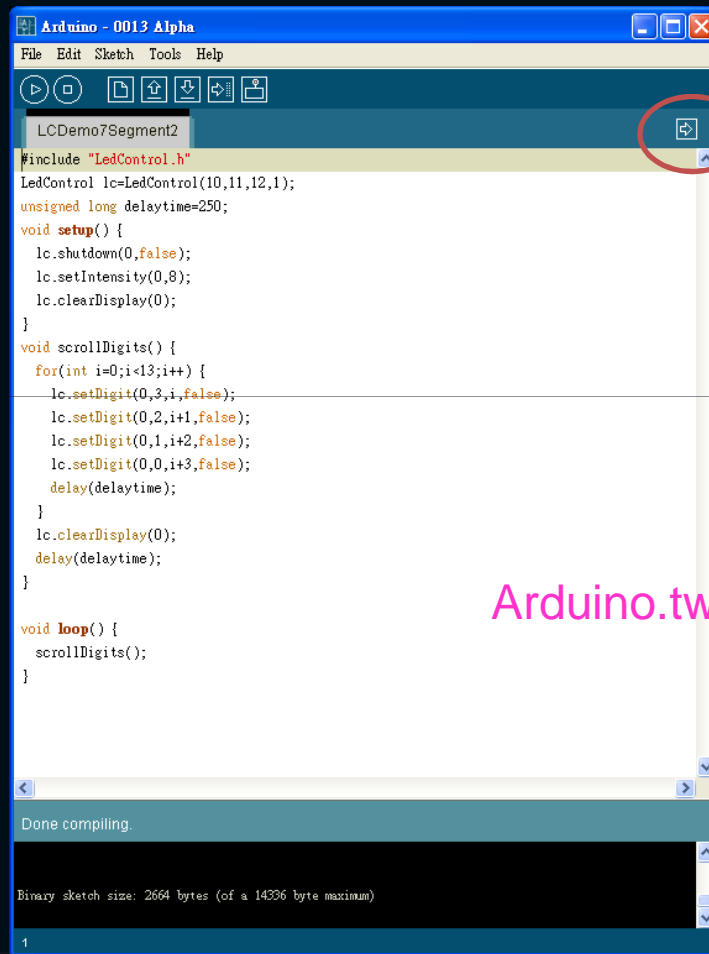 Arduino - 0013 Alpha
File Edit Sketch Tools Help
LCDemo7Segment2
#include "LedControl.h"
LedControl lc=LedControl(10,11,12,1);
unsigned long delaytime=250;
void setup() {
  lc.shutdown(0,false);
  lc.setIntensity(0,8);
  lc.clearDisplay(0);
}
void scrollDigits() {
  for(int i=0;i<13;i++) {
    lc.setDigit(0,3,i,false);
    lc.setDigit(0,2,i+1,false);
    lc.setDigit(0,1,i+2,false);
    lc.setDigit(0,0,i+3,false);
    delay(delaytime);
  }
  lc.clearDisplay(0);
  delay(delaytime);
}
Arduino.tw
void loop() {
  scrollDigits();
}
Done compiling.
Binary sketch size: 2664 bytes (of a 14336 byte maximum)
1